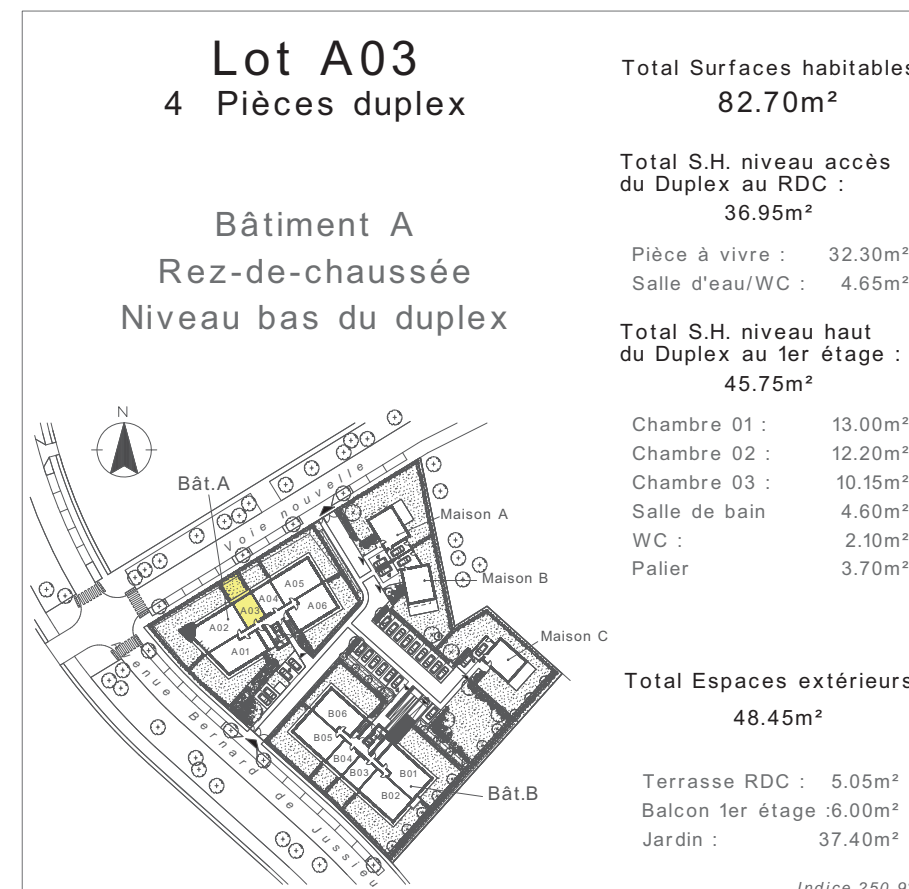 Lot A03
4 Pièces duplex
Bâtiment A
Rez-de-chaussée
Niveau bas du duplex
Total Surfaces habitables
82.70m²
Total S.H. niveau accès
du Duplex au RDC :
36.95m²
Pièce à vivre : 32.30m²
Salle d'eau/WC : 4.65m²
Total S.H. niveau haut
du Duplex au 1er étage :
45.75m²
Chambre 01 : 13.00m²
Chambre 02 : 12.20m²
Chambre 03 : 10.15m²
Salle de bain 4.60m²
WC : 2.10m²
Palier 3.70m²
Total Espaces extérieurs
48.45m²
Terrasse RDC : 5.05m²
Balcon 1er étage :6.00m²
Jardin : 37.40m²
N
Bât.A
Voie nouvelle
Maison A
Maison B
Maison C
A05
A04
A06
A03
A02
A01
B06
B05
B04
B03
B01
B02
Bât.B
enue Bernard de Jussieu